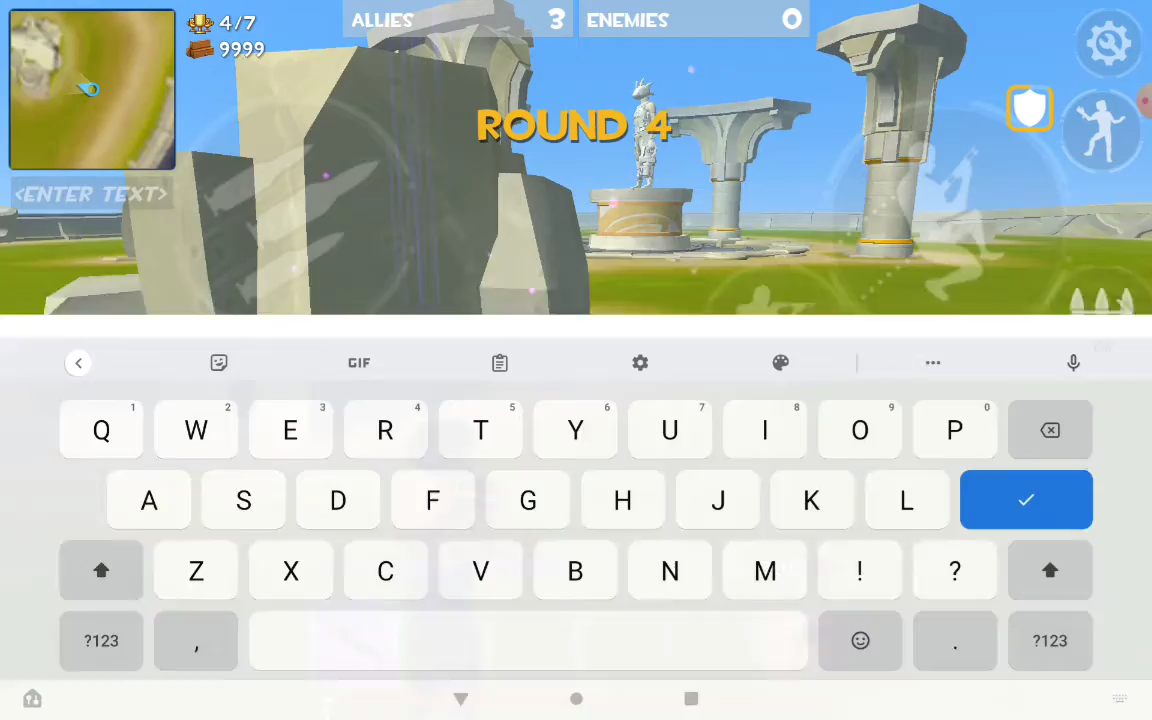 4/7
9999
ALLIES 3 ENEMIES 0
ROUND 4
<ENTER TEXT>
GIF
Q 1 W 2 E 3 R 4 T 5 Y 6 U 7 I 8 O 9 P 0
A S D F G H J K L
Z X C V B N M ! ?
?123 , . ?123